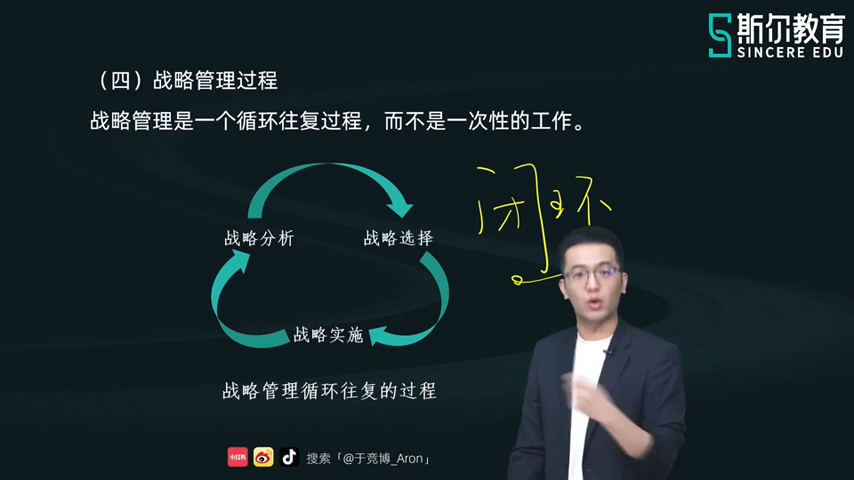 斯尔教育
SINCERE EDU
（四）战略管理过程
战略管理是一个循环往复过程，而不是一次性的工作。
闭环
战略分析
战略选择
战略实施
战略管理循环往复的过程
小红书
搜索「@于竞博_Aron」